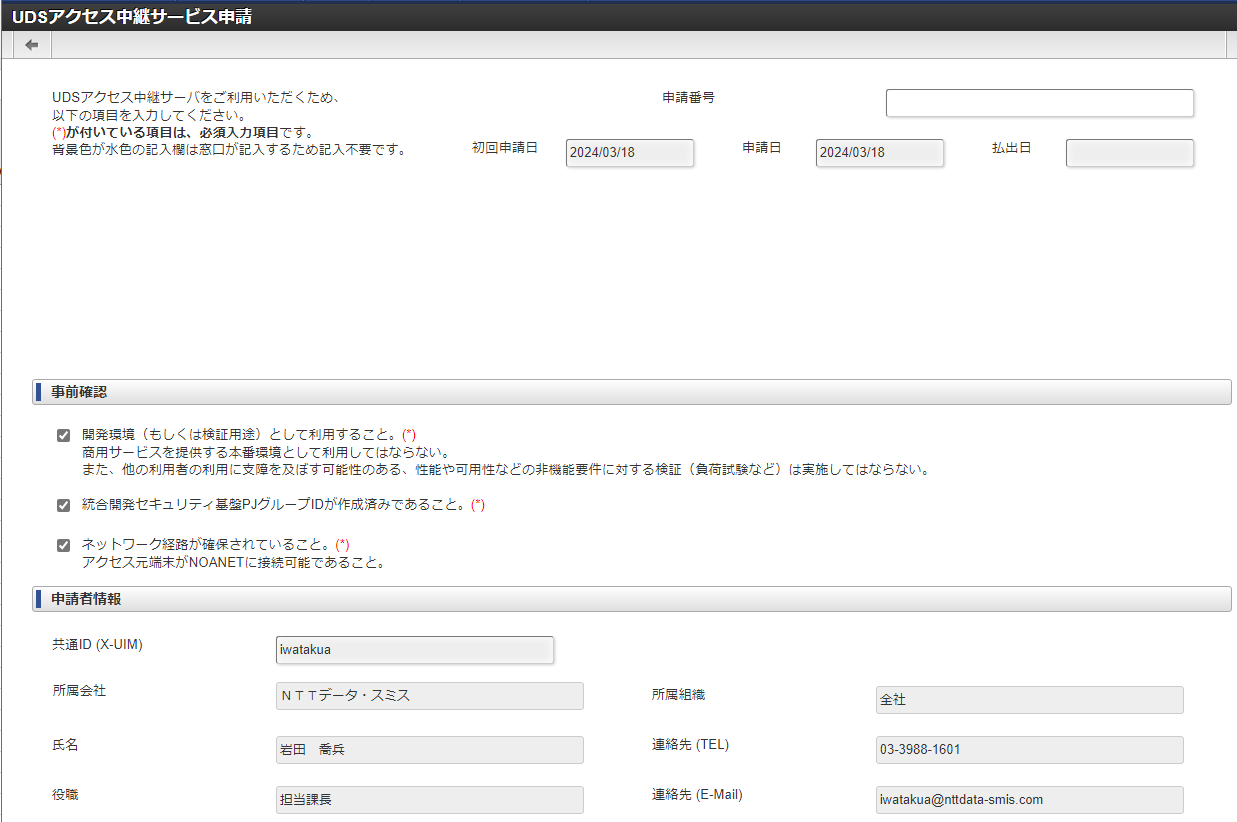 UDSアクセス中継サービス申請
UDSアクセス中継サーバをご利用いただくため、
以下の項目を入力してください。
(*)が付いている項目は、必須入力項目です。
背景色が水色の記入欄は窓口が記入するため記入不要です。
申請番号
初回申請日 2024/03/18 申請日 2024/03/18 払出日
事前確認
開発環境（もしくは検証用途）として利用すること。(*)
商用サービスを提供する本番環境として利用してはならない。
また、他の利用者の利用に支障を及ぼす可能性のある、性能や可用性などの非機能要件に対する検証（負荷試験など）は実施してはならない。
統合開発セキュリティ基盤PJグループIDが作成済みであること。(*)
ネットワーク経路が確保されていること。(*)
アクセス元端末がNOANETに接続可能であること。
申請者情報
共通ID (X-UIM) iwatakua
所属会社 ＮＴＴデータ・スミス 所属組織 全社
氏名 岩田　喬兵 連絡先 (TEL) 03-3988-1601
役職 担当課長 連絡先 (E-Mail) iwatakua@nttdata-smis.com